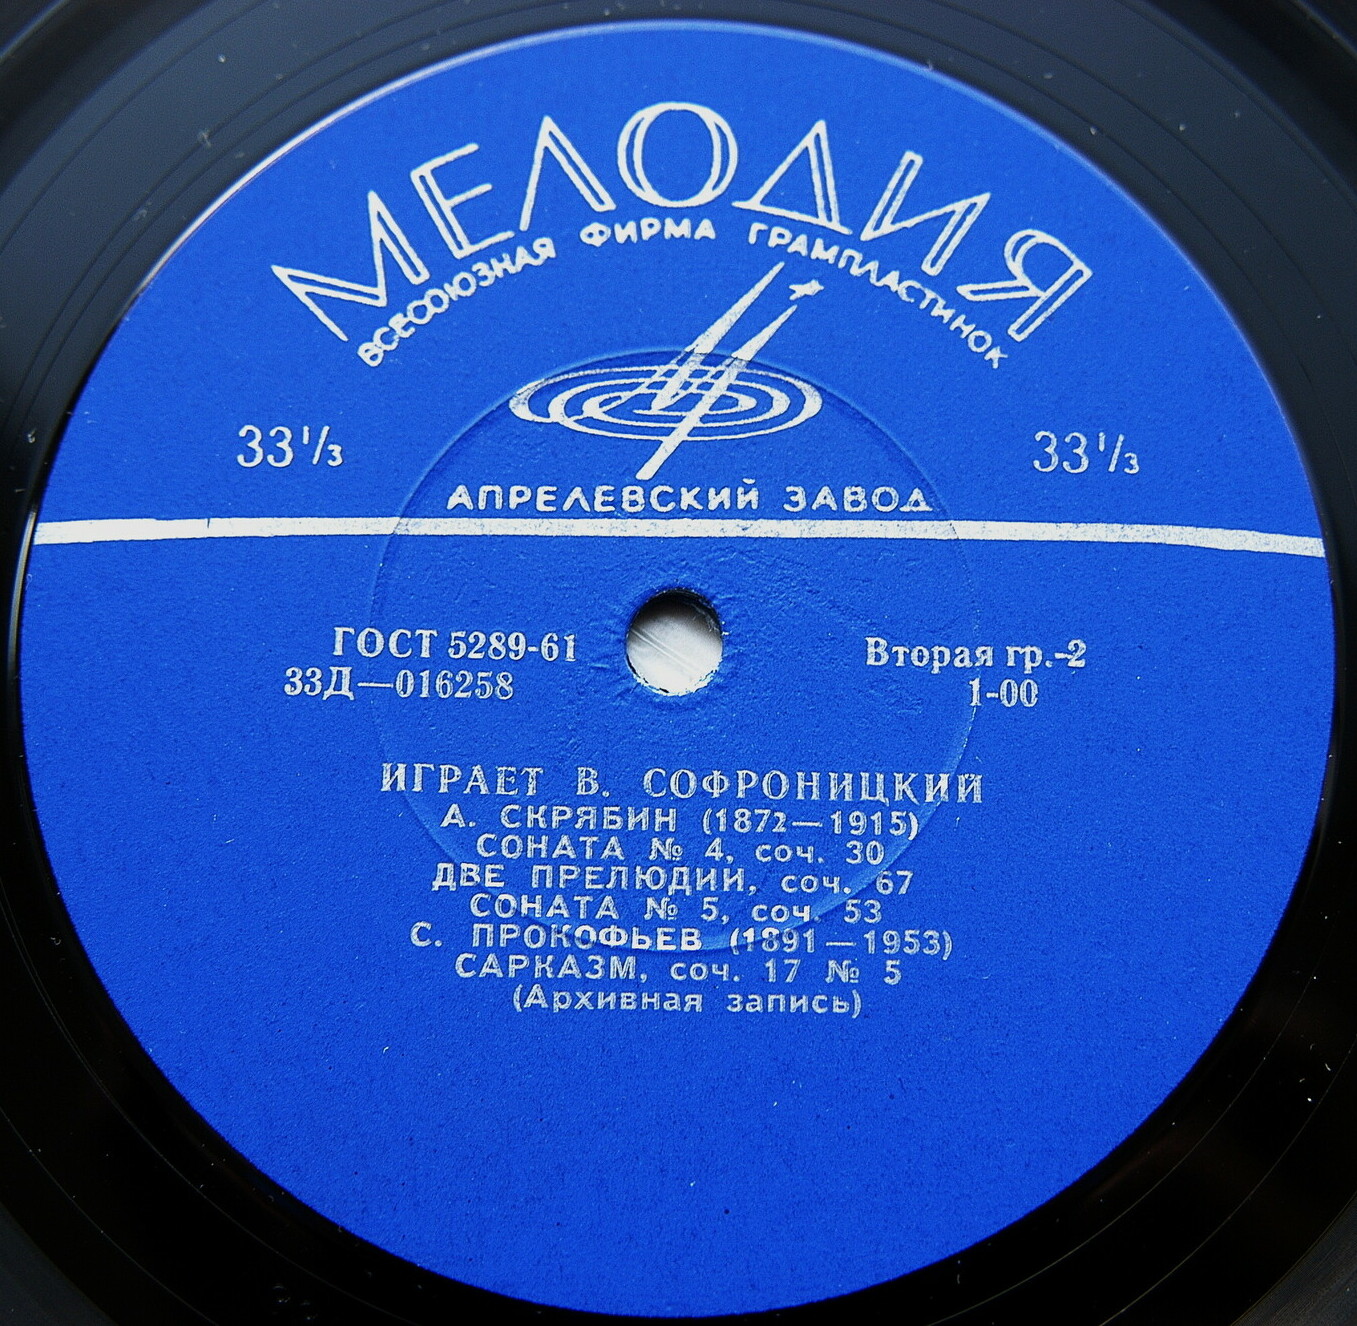 МЕЛОДИЯ
ВСЕСОЮЗНАЯ ФИРМА ГРАМПЛАСТИНОК
33⅓ 33⅓
АПРЕЛЕВСКИЙ ЗАВОД
ГОСТ 5289-61 Вторая гр.-2
33Д—016258 1-00
ИГРАЕТ В. СОФРОНИЦКИЙ
А. СКРЯБИН (1872—1915)
СОНАТА № 4, соч. 30
ДВЕ ПРЕЛЮДИИ, соч. 67
СОНАТА № 5, соч. 53
С. ПРОКОФЬЕВ (1891—1953)
САРКАЗМ, соч. 17 № 5
(Архивная запись)